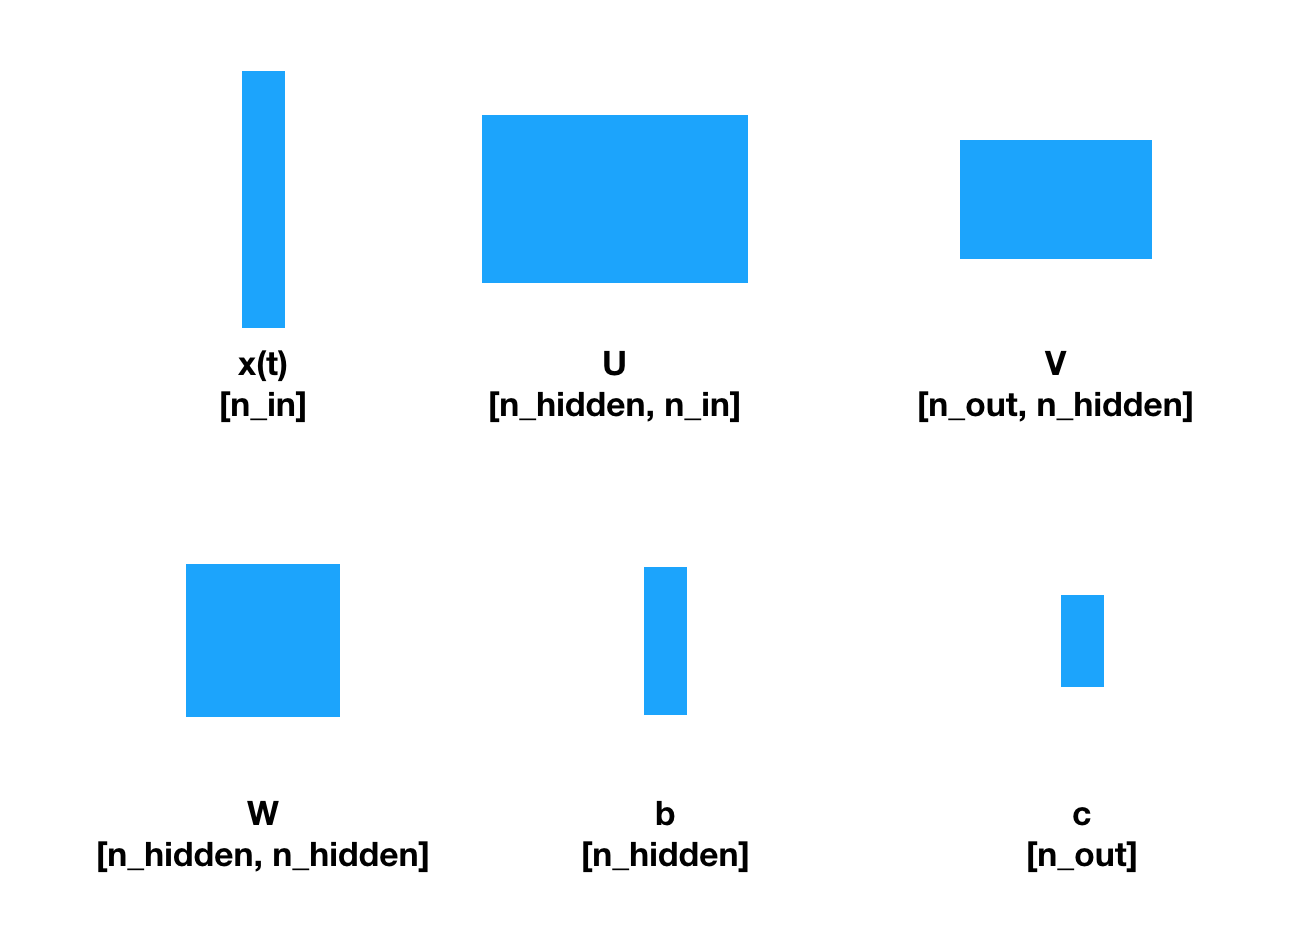 x(t)
[n_in]
U
[n_hidden, n_in]
V
[n_out, n_hidden]
W
[n_hidden, n_hidden]
b
[n_hidden]
c
[n_out]